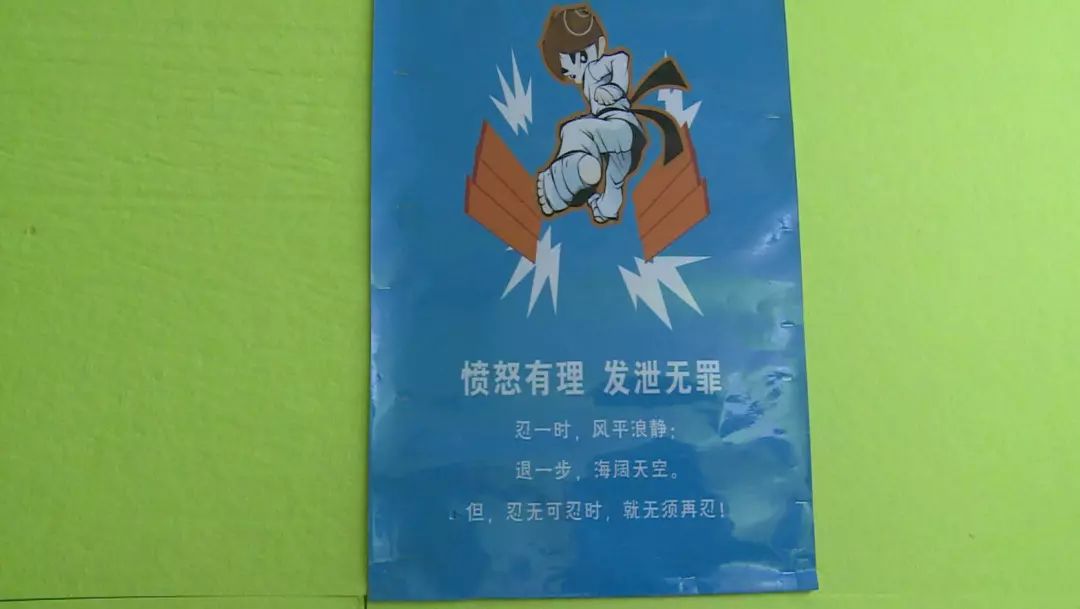 愤怒有理 发泄无罪
忍一时，风平浪静；
退一步，海阔天空。
但，忍无可忍时，就无须再忍！